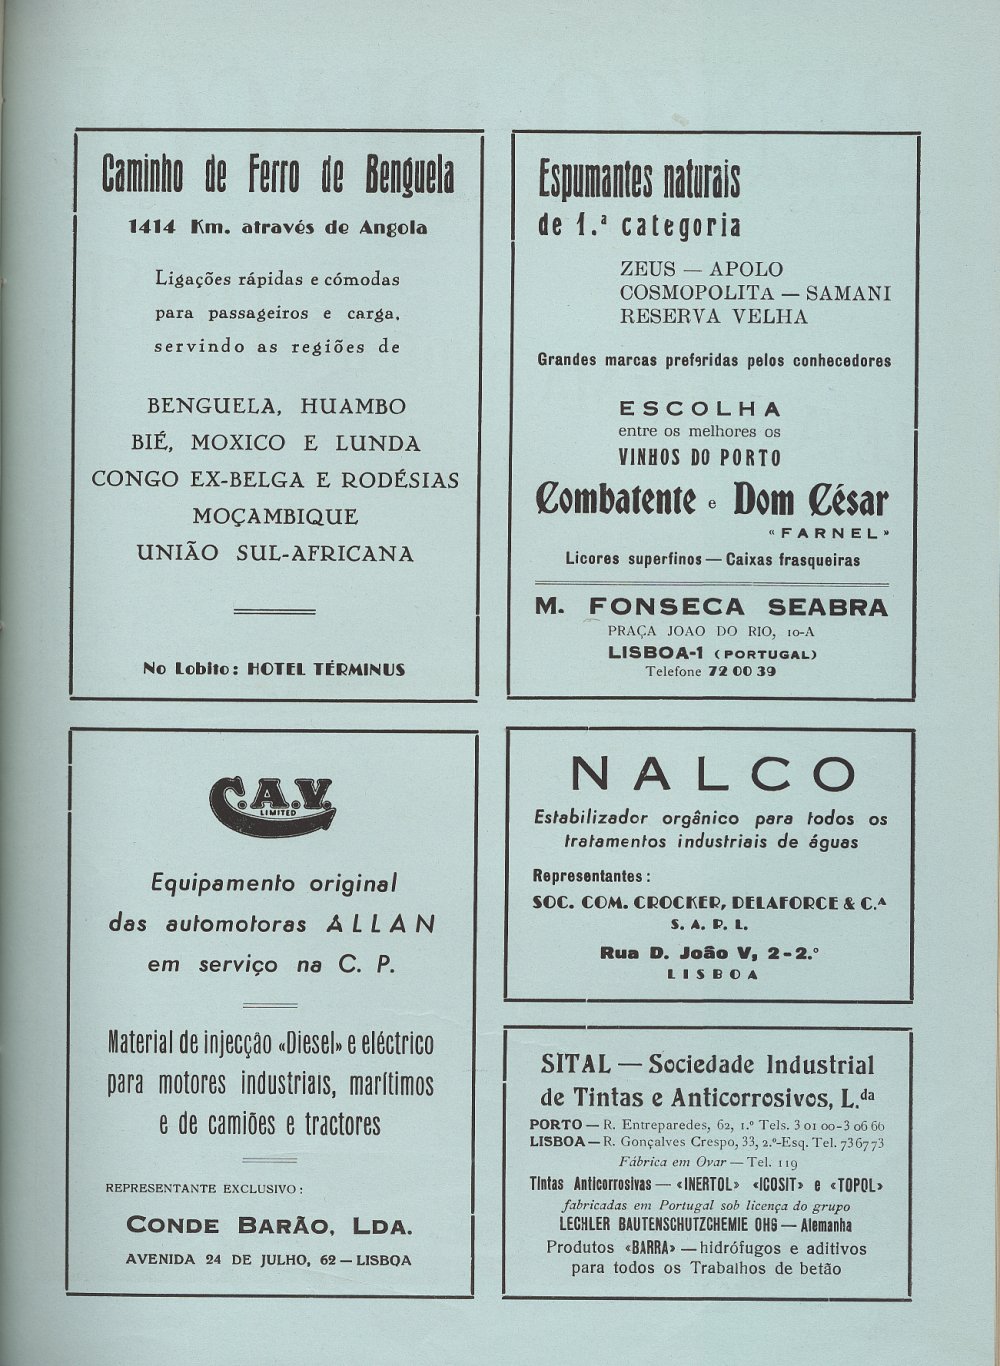 Caminho de Ferro de Benguela
1414 Km. através de Angola
Ligações rápidas e cómodas
para passageiros e carga,
servindo as regiões de
BENGUELA, HUAMBO
BIÉ, MOXICO E LUNDA
CONGO EX-BELGA E RODÉSIAS
MOÇAMBIQUE
UNIÃO SUL-AFRICANA
No Lobito: HOTEL TÉRMINUS
Espumantes naturais
de 1.ª categoria
ZEUS — APOLO
COSMOPOLITA — SAMANI
RESERVA VELHA
Grandes marcas preferidas pelos conhecedores
ESCOLHA
entre os melhores os
VINHOS DO PORTO
Combatente e Dom César
«FARNEL»
Licores superfinos — Caixas frasqueiras
M. FONSECA SEABRA
PRAÇA JOAO DO RIO, 10-A
LISBOA-1 (PORTUGAL)
Telefone 72 00 39
C.A.V.
LIMITED
Equipamento original
das automotoras ALLAN
em serviço na C. P.
Material de injecção «Diesel» e eléctrico
para motores industriais, marítimos
e de camiões e tractores
REPRESENTANTE EXCLUSIVO:
CONDE BARÃO, LDA.
AVENIDA 24 DE JULHO, 62 — LISBOA
NALCO
Estabilizador orgânico para todos os
tratamentos industriais de águas
Representantes:
SOC. COM. CROCKER, DELAFORCE & C.ª
S. A. R. L.
Rua D. João V, 2-2.º
LISBOA
SITAL — Sociedade Industrial
de Tintas e Anticorrosivos, L.da
PORTO — R. Entreparedes, 62, 1.º Tels. 3 01 00-3 06 66
LISBOA — R. Gonçalves Crespo, 33, 2.º-Esq. Tel. 736773
Fábrica em Ovar — Tel. 119
Tintas Anticorrosivas — «INERTOL» «ICOSIT» e «TOPOL»
fabricadas em Portugal sob licença do grupo
LECHLER BAUTENSCHUTZCHEMIE OHG — Alemanha
Produtos «BARRA» — hidrófugos e aditivos
para todos os Trabalhos de betão